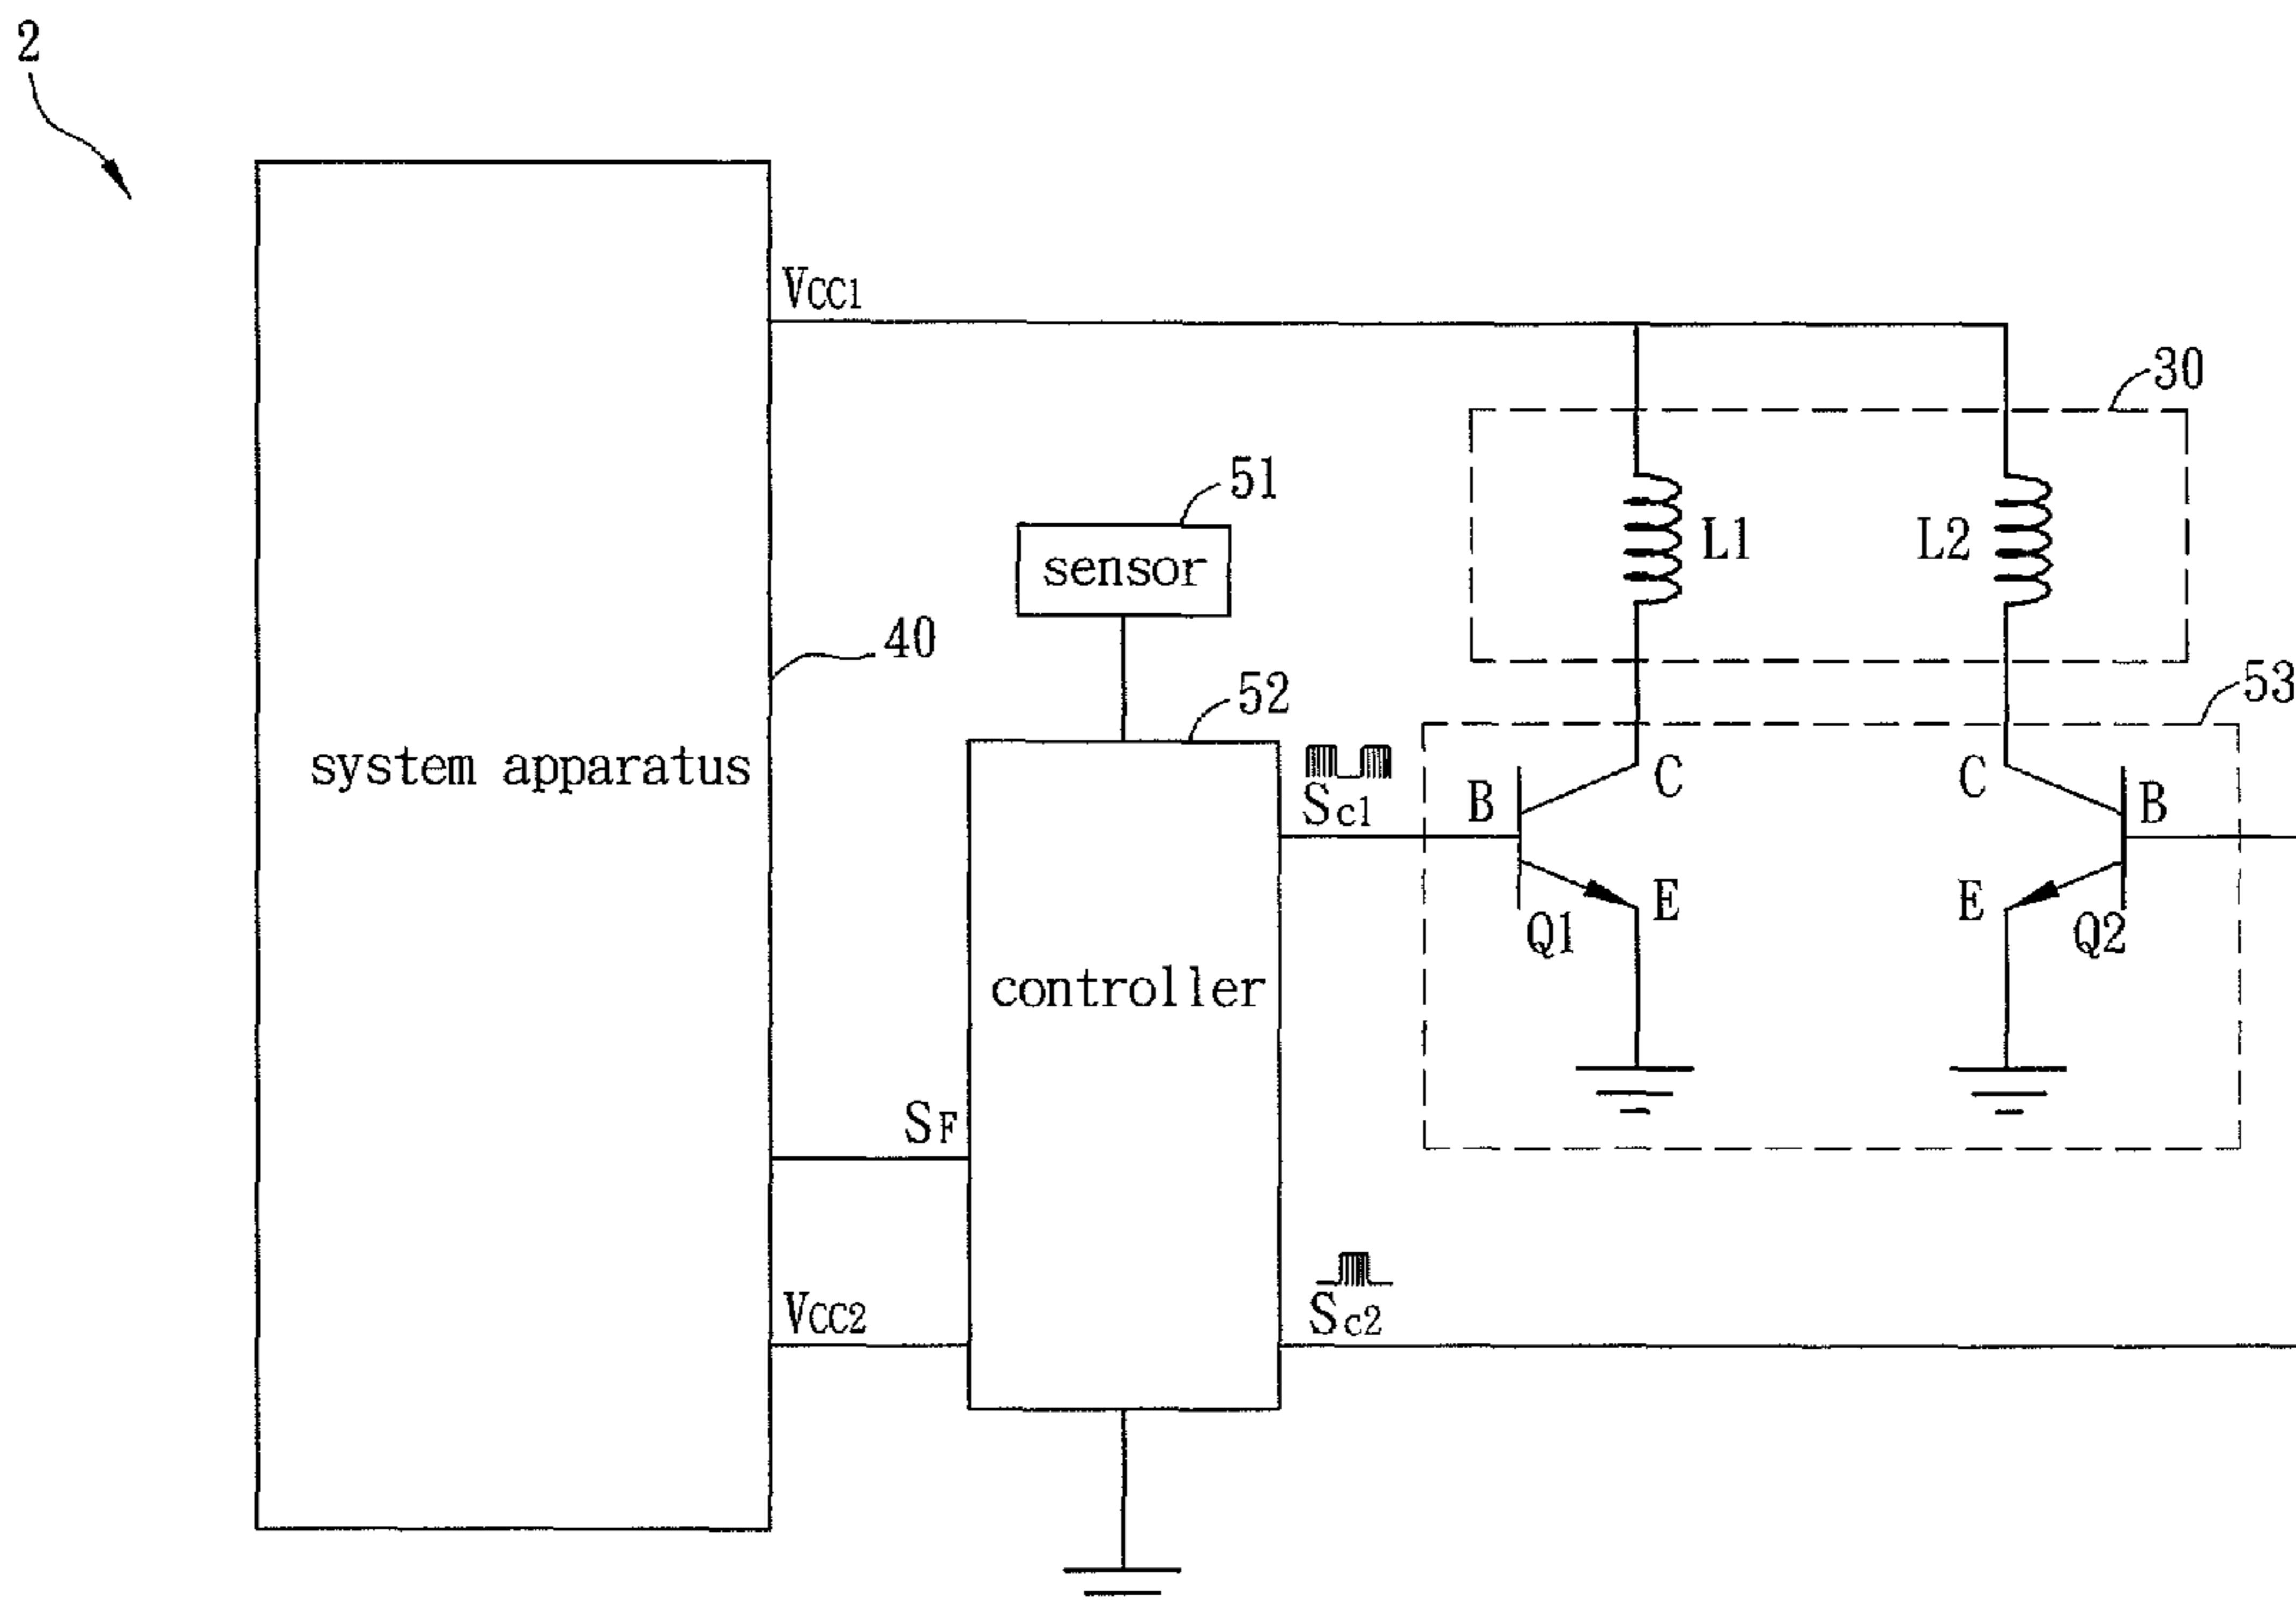 2
VCC1
30
51
sensor
L1
L2
40
52
53
system apparatus
Sc1
B
C
C
B
E
E
Q1
Q2
controller
SF
VCC2
Sc2